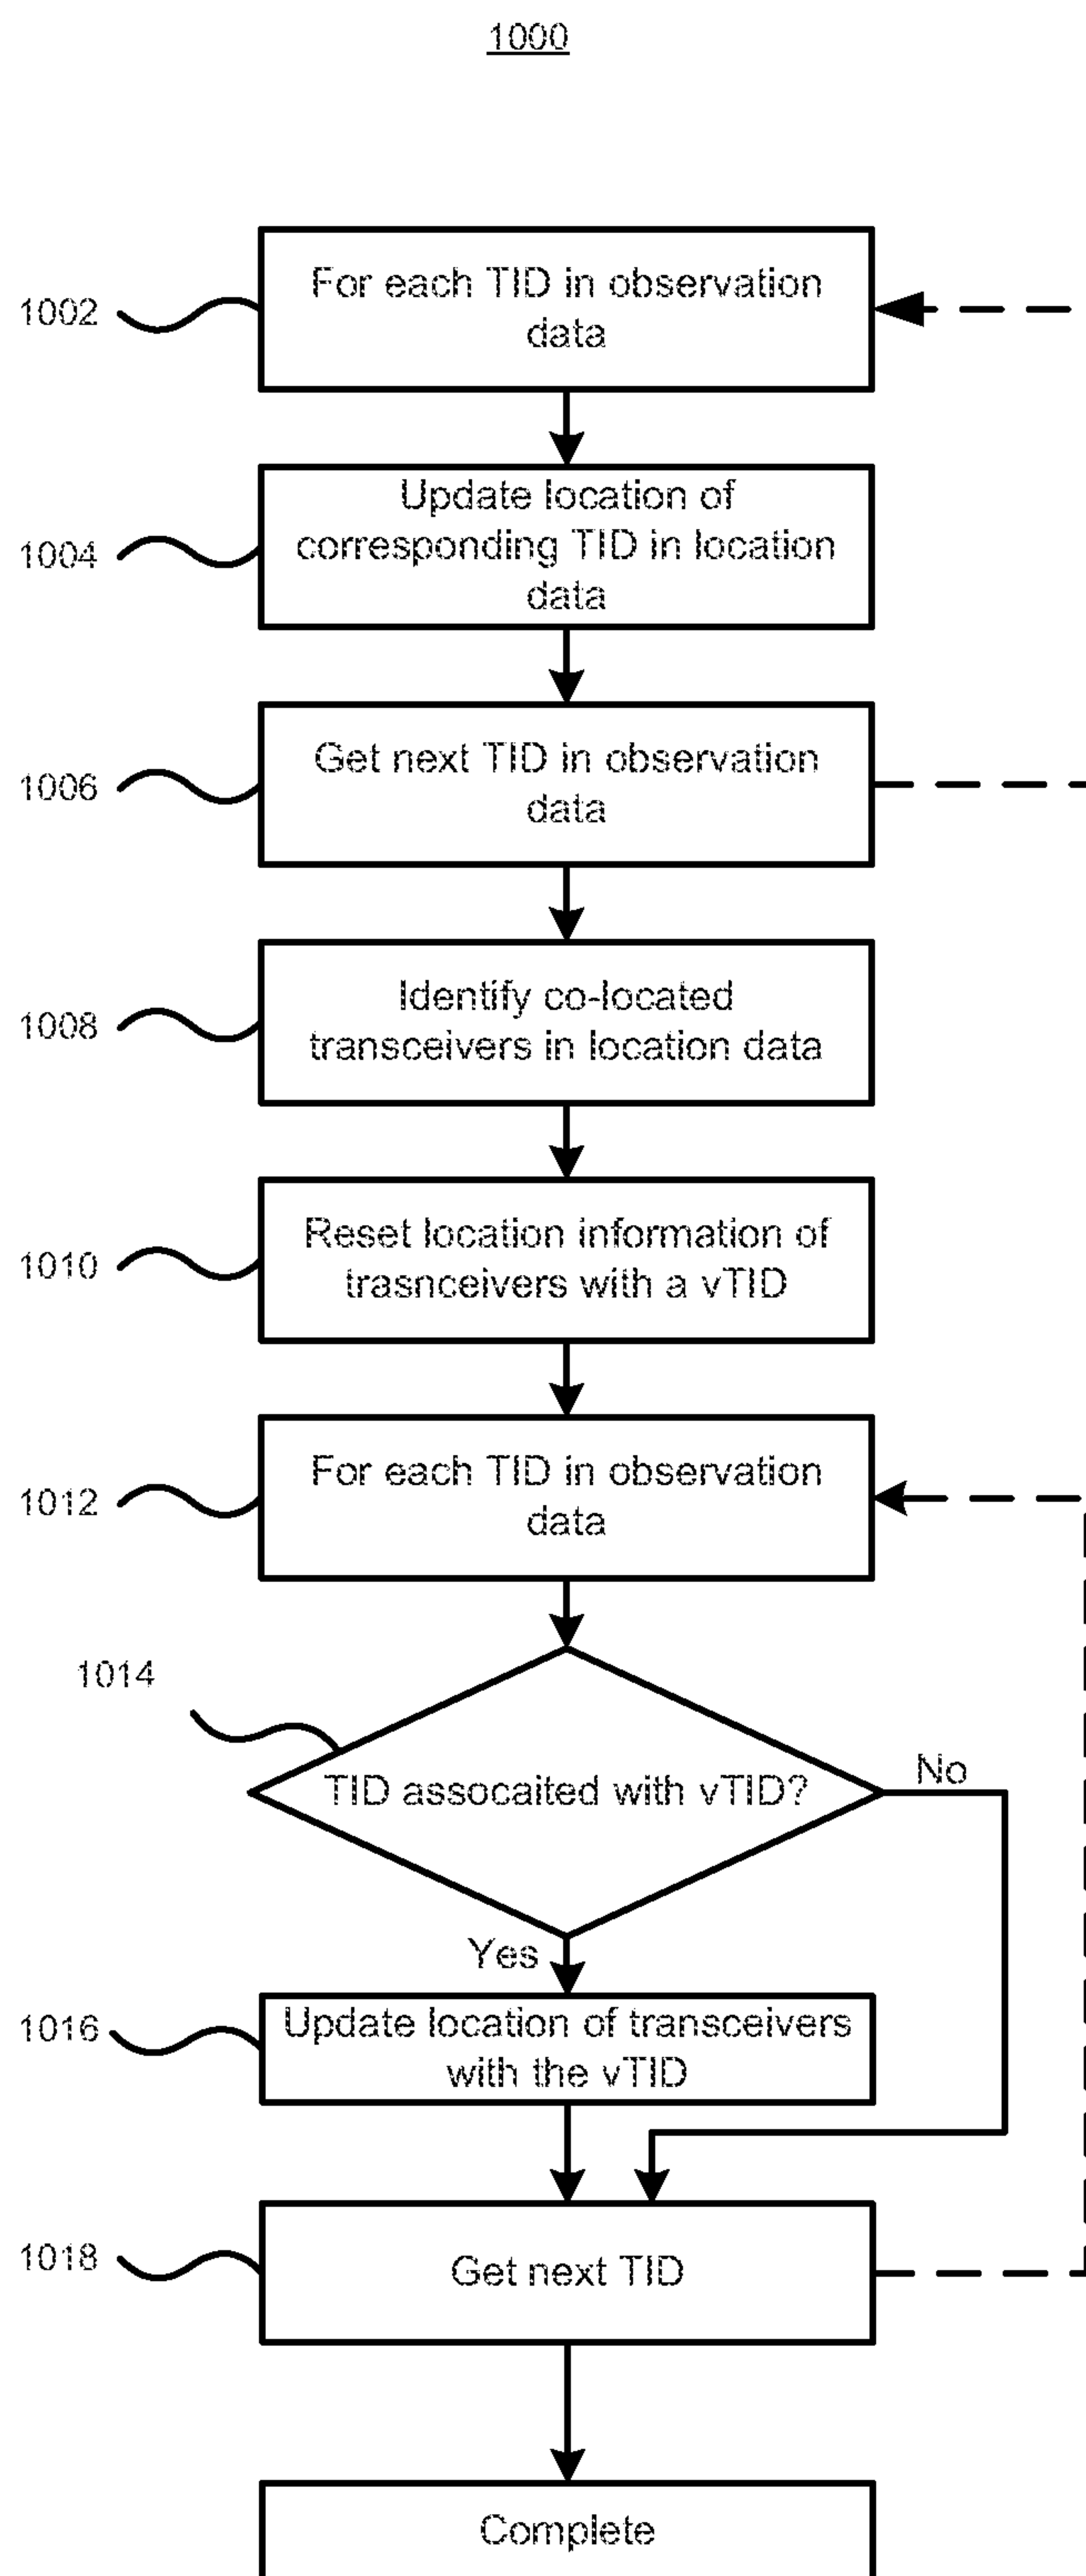 1000
1002
For each TID in observation
data
1004
Update location of
corresponding TID in location
data
1006
Get next TID in observation
data
1008
Identify co-located
transceivers in location data
1010
Reset location information of
trasnceivers with a vTID
1012
For each TID in observation
data
1014
TID assocaited with vTID?
No
Yes
1016
Update location of transceivers
with the vTID
1018
Get next TID
Complete